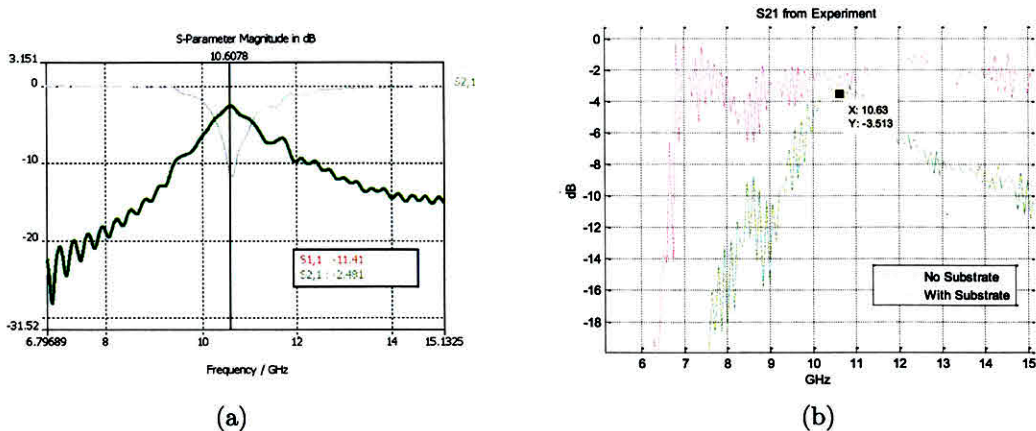 S-Parameter Magnitude in dB
10.6078
3.151
0
-10
-20
-31.52
6.79689
8
10
12
14
15.1325
Frequency / GHz
S2,1
S1,1 : -11.41
S2,1 : -2.481
(a)
S21 from Experiment
0
-2
-4
-6
-8
-10
-12
-14
-16
-18
dB
6
7
8
9
10
11
12
13
14
15
GHz
X: 10.63
Y: -3.513
No Substrate
With Substrate
(b)